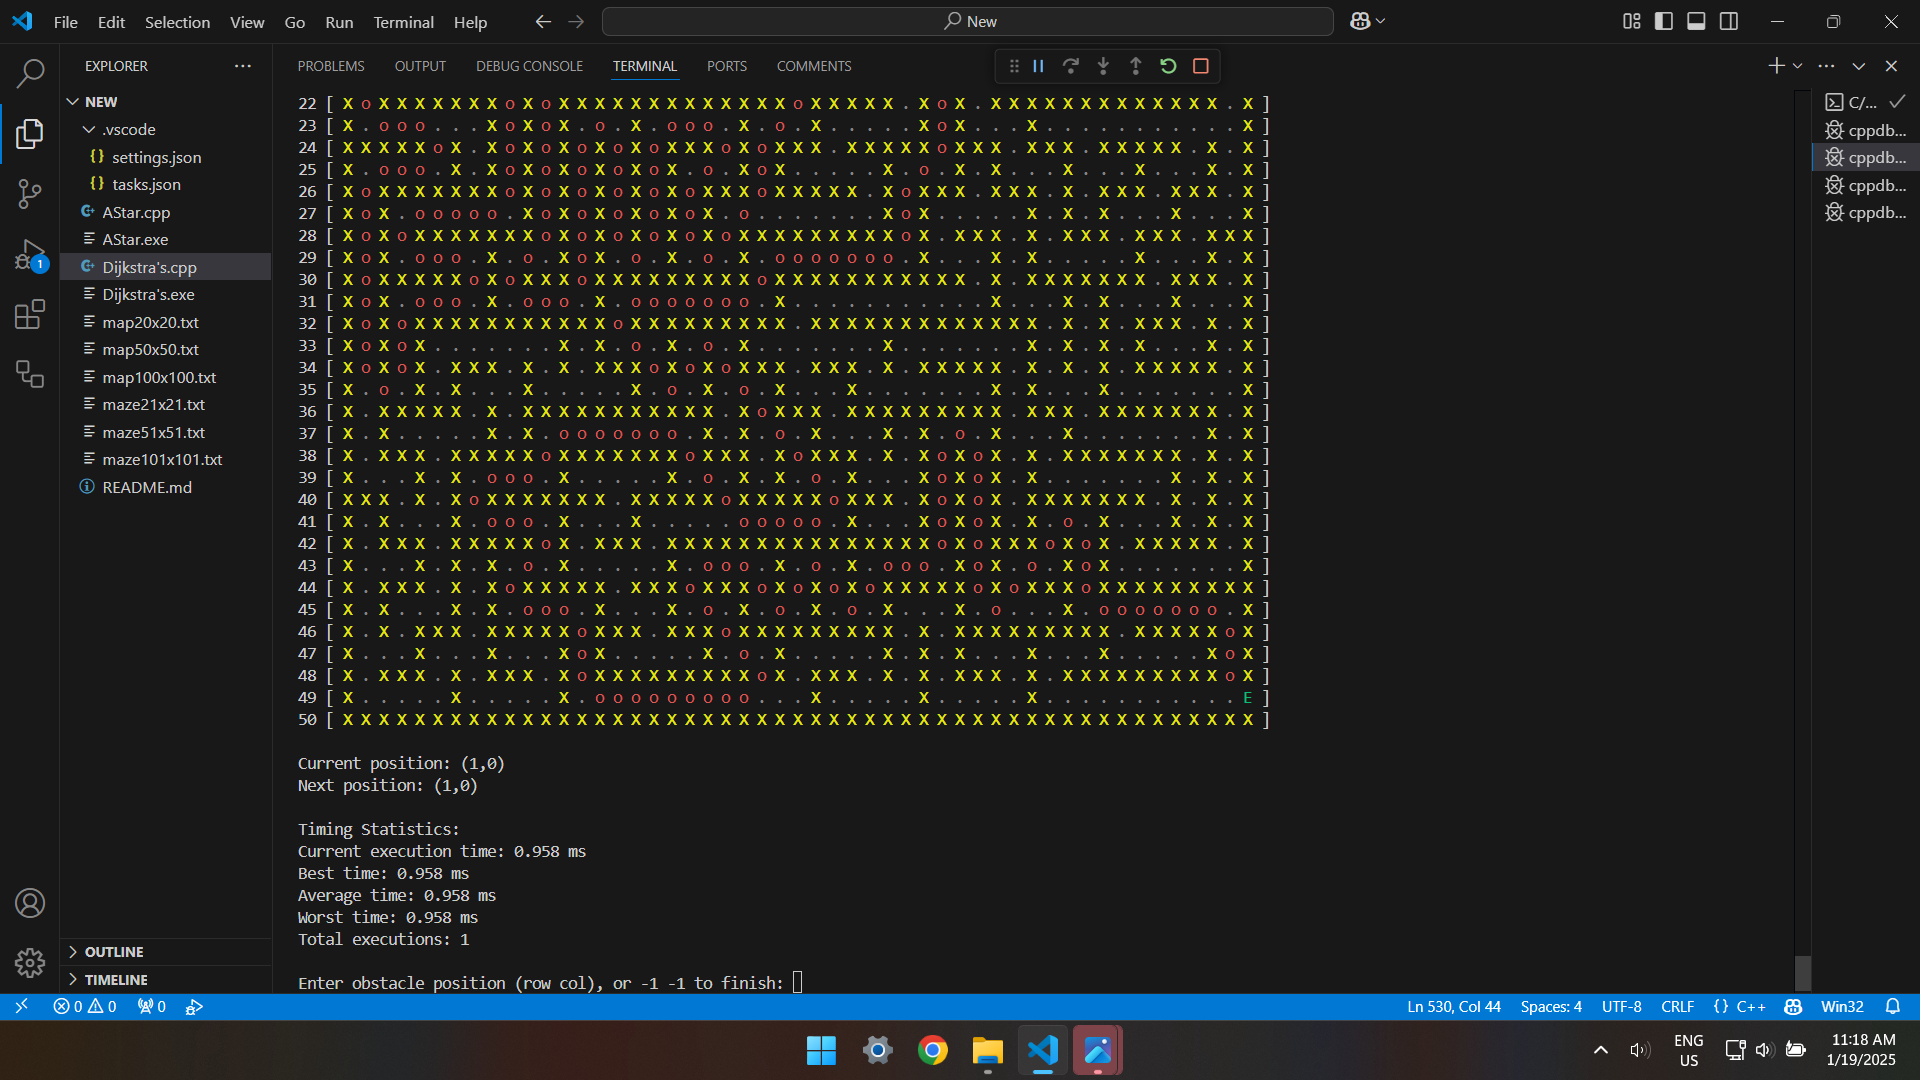 File Edit Selection View Go Run Terminal Help
New
EXPLORER
PROBLEMS OUTPUT DEBUG CONSOLE TERMINAL PORTS COMMENTS
NEW
.vscode
settings.json
tasks.json
AStar.cpp
AStar.exe
Dijkstra's.cpp
Dijkstra's.exe
map20x20.txt
map50x50.txt
map100x100.txt
maze21x21.txt
maze51x51.txt
maze101x101.txt
README.md
OUTLINE
TIMELINE
1
22 [ X o X X X X X X X o X o X X X X X X X X X X X X X o X X X X X . X o X . X X X X X X X X X X X X X . X ]
23 [ X . o o o . . . X o X o X . o . X . o o o . X . o . X . . . . . X o X . . . X . . . . . . . . . . . X ]
24 [ X X X X X o X . X o X o X o X o X o X X X o X o X X X . X X X X X o X X X . X X X . X X X X X . X . X ]
25 [ X . o o o . X . X o X o X o X o X o X . o . X o X . . . . . X . o . X . X . . . X . . . X . . . X . X ]
26 [ X o X X X X X X X o X o X o X o X o X o X X X o X X X X X . X o X X X . X X X . X . X X X . X X X . X ]
27 [ X o X . o o o o o . X o X o X o X o X o X . o . . . . . . . X o X . . . . . X . X . X . . . X . . . X ]
28 [ X o X o X X X X X X X o X o X o X o X o X o X X X X X X X X X o X . X X X . X . X X X . X X X . X X X ]
29 [ X o X . o o o . X . o . X . o . X . o . X . o . X . o o o o o o o . X . . . X . X . . . . . X . . . X . X ]
30 [ X o X X X X X o X o X X X o X X X X X X X X X o X X X X X X X X X X X . X . X X X X X X X . X X X . X ]
31 [ X o X . o o o . X . o o o . X . o o o o o o o . X . . . . . . . . . . . X . . . X . X . . . X . . . X ]
32 [ X o X o X X X X X X X X X X X o X X X X X X X X X . X X X X X X X X X X X X X . X . X . X X X . X . X ]
33 [ X o X o X . . . . . . . X . X . o . X . o . X . . . . . . . X . . . . . . . X . X . X . X . . . X . X ]
34 [ X o X o X . X X X . X . X . X X X o X o X o X X X . X X X . X . X X X X X . X . X . X . X X X X X . X ]
35 [ X . o . X . X . . . X . . . . . X . o . X . o . X . . . X . . . . . . . X . X . . . X . . . . . . . X ]
36 [ X . X X X X X . X . X X X X X X X X X X X . X o X X X . X X X X X X X X X . X X X . X X X X X X X . X ]
37 [ X . X . . . . . X . X . o o o o o o o . X . X . o . X . . . X . X . o . X . . . X . . . . . . . X . X ]
38 [ X . X X X . X X X X X o X X X X X X X o X X X . X o X X X . X . X o X o X . X . X X X X X X X . X . X ]
39 [ X . . . X . X . o o o . X . . . . . X . o . X . X . o . X . . . X o X o X . X . . . . . . . X . X . X ]
40 [ X X X . X . X o X X X X X X X . X X X X X o X X X X X o X X X . X o X o X . X X X X X X X . X . X . X ]
41 [ X . X . . . X . o o o . X . . . X . . . . . o o o o o . X . . . X o X o X . X . o . X . . . X . X . X ]
42 [ X . X X X . X X X X X o X . X X X . X X X X X X X X X X X X X X X o X o X X X o X o X . X X X X X . X ]
43 [ X . . . X . X . X . o . X . . . . . X . o o o . X . o . X . o o o . X o X . o . X o X . . . . . . . X ]
44 [ X . X X X . X . X o X X X X X . X X X o X X X o X o X o X o X X X X X o X o X X X o X X X X X X X X X ]
45 [ X . X . . . X . X . o o o . X . . . X . o . X . o . X . o . X . . . X . o . . . X . o o o o o o o . X ]
46 [ X . X . X X X . X X X X X o X X X . X X X o X X X X X X X X X . X . X X X X X X X X X . X X X X X o X ]
47 [ X . . . X . . . X . . . X o X . . . . . X . o . X . . . . . X . X . X . . . X . . . X . . . . . X o X ]
48 [ X . X X X . X . X X X . X o X X X X X X X X X o X . X X X . X . X . X X X . X . X X X X X X X X X o X ]
49 [ X . . . . . X . . . . . X . o o o o o o o o o . . . X . . . . . X . . . . . X . . . . . . . . . . . E ]
50 [ X X X X X X X X X X X X X X X X X X X X X X X X X X X X X X X X X X X X X X X X X X X X X X X X X X X ]
Current position: (1,0)
Next position: (1,0)
Timing Statistics:
Current execution time: 0.958 ms
Best time: 0.958 ms
Average time: 0.958 ms
Worst time: 0.958 ms
Total executions: 1
Enter obstacle position (row col), or -1 -1 to finish:
C/...
cppdb...
cppdb...
cppdb...
cppdb...
0 0 0 Ln 530, Col 44 Spaces: 4 UTF-8 CRLF {} C++ Win32
ENG
US
11:18 AM
1/19/2025